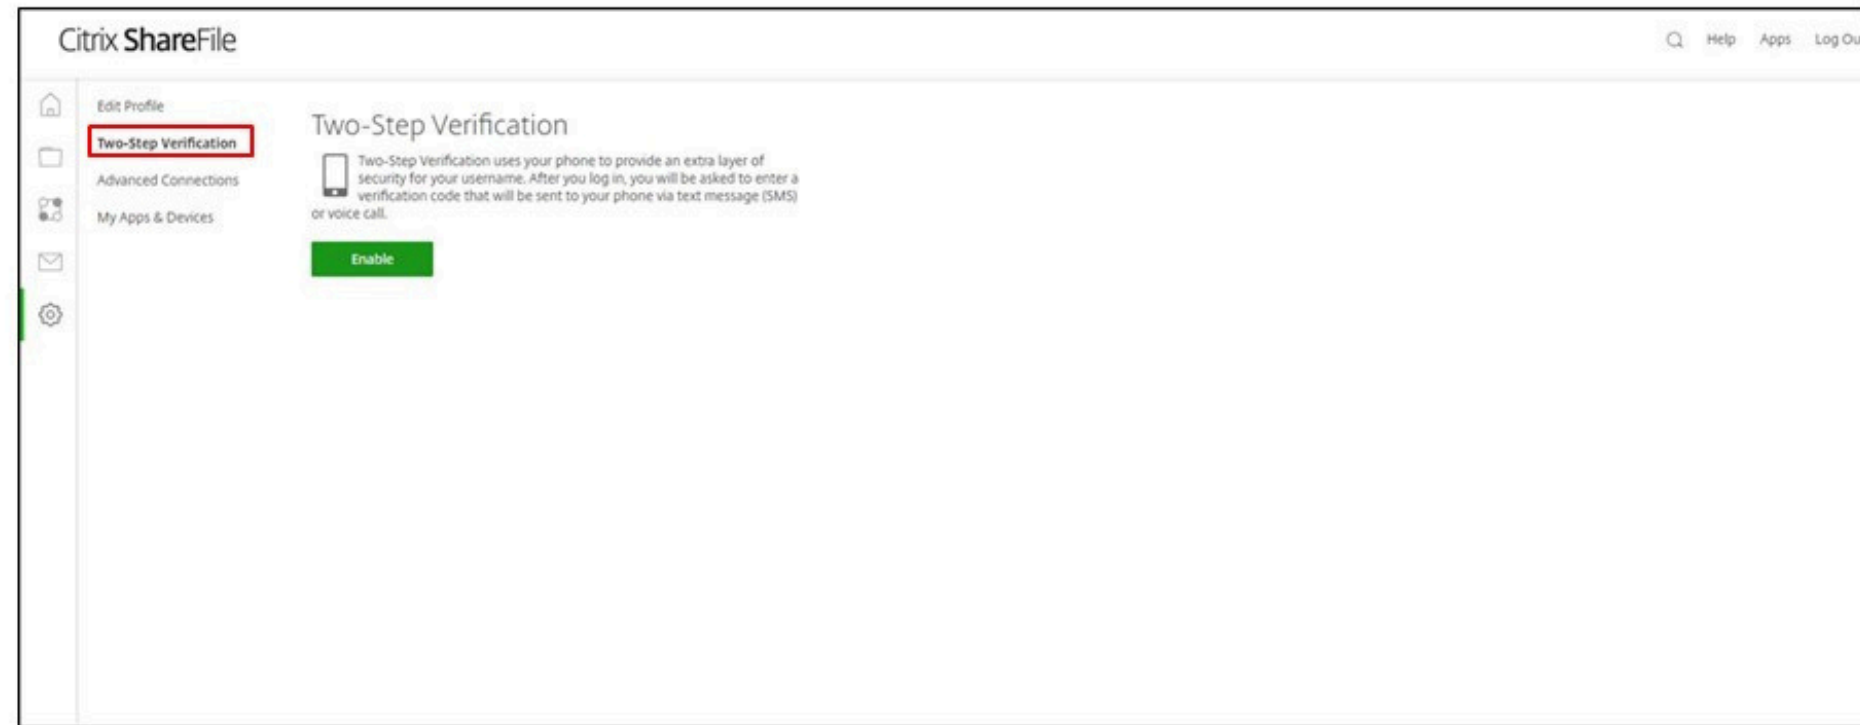 Citrix ShareFile
Help Apps Log Ou
Edit Profile
Two-Step Verification
Advanced Connections
My Apps & Devices
Two-Step Verification
Two-Step Verification uses your phone to provide an extra layer of
security for your username. After you log in, you will be asked to enter a
verification code that will be sent to your phone via text message (SMS)
or voice call.
Enable